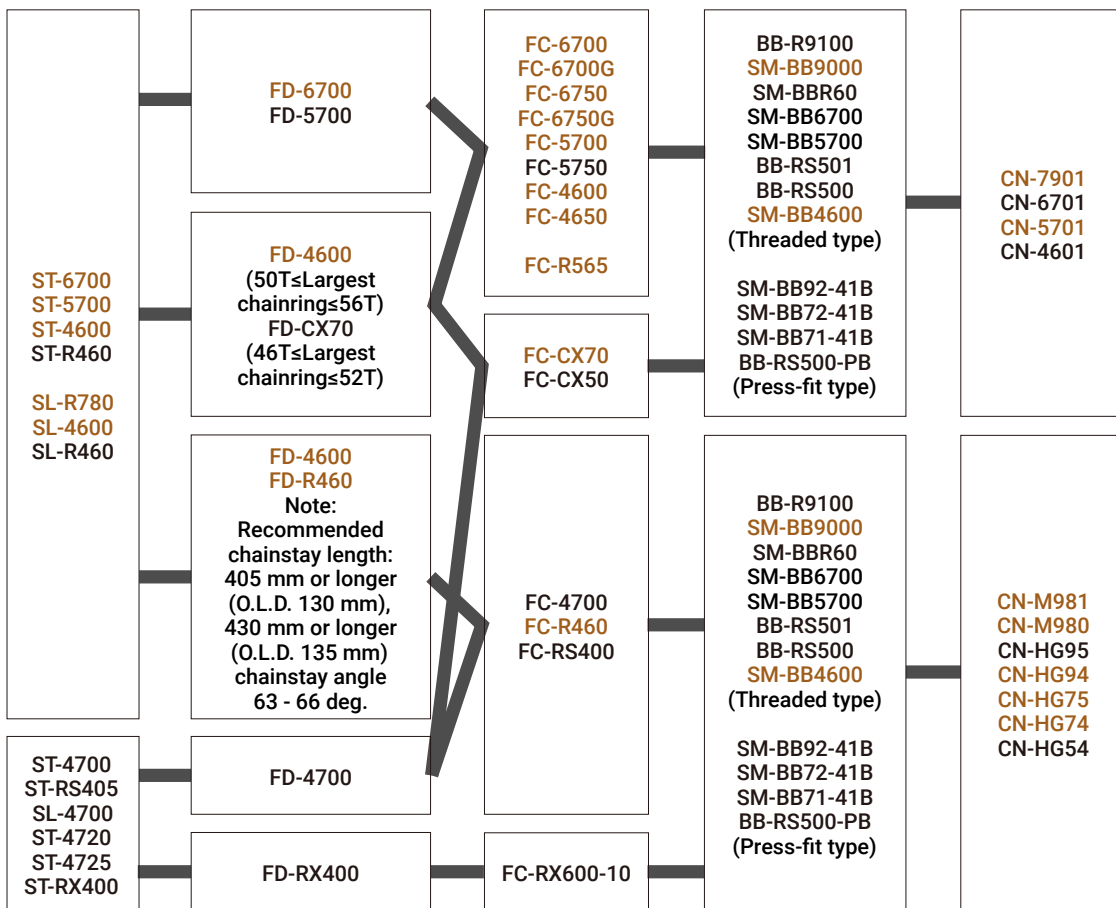 ST-6700
ST-5700
ST-4600
ST-R460
SL-R780
SL-4600
SL-R460
FD-6700
FD-5700
FD-4600
(50T≤Largest
chainring≤56T)
FD-CX70
(46T≤Largest
chainring≤52T)
FD-4600
FD-R460
Note:
Recommended
chainstay length:
405 mm or longer
(O.L.D. 130 mm),
430 mm or longer
(O.L.D. 135 mm)
chainstay angle
63 - 66 deg.
FC-6700
FC-6700G
FC-6750
FC-6750G
FC-5700
FC-5750
FC-4600
FC-4650
FC-R565
FC-CX70
FC-CX50
BB-R9100
SM-BB9000
SM-BBR60
SM-BB6700
SM-BB5700
BB-RS501
BB-RS500
SM-BB4600
(Threaded type)
SM-BB92-41B
SM-BB72-41B
SM-BB71-41B
BB-RS500-PB
(Press-fit type)
CN-7901
CN-6701
CN-5701
CN-4601
ST-4700
ST-RS405
SL-4700
ST-4720
ST-4725
ST-RX400
FD-4700
FD-RX400
FC-4700
FC-R460
FC-RS400
FC-RX600-10
BB-R9100
SM-BB9000
SM-BBR60
SM-BB6700
SM-BB5700
BB-RS501
BB-RS500
SM-BB4600
(Threaded type)
SM-BB92-41B
SM-BB72-41B
SM-BB71-41B
BB-RS500-PB
(Press-fit type)
CN-M981
CN-M980
CN-HG95
CN-HG94
CN-HG75
CN-HG74
CN-HG54